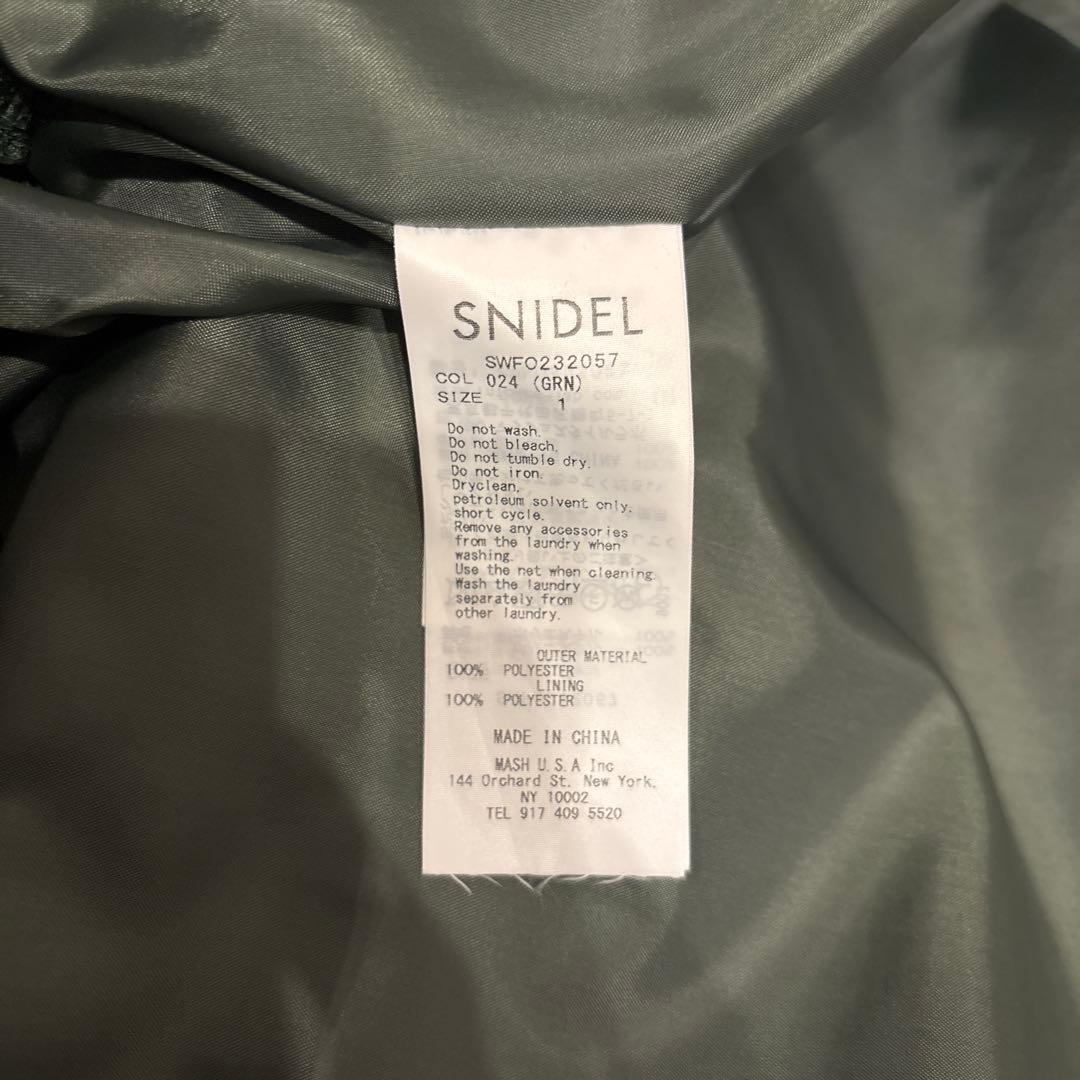 SNIDEL
SWFO232057
COL 024 (GRN)
SIZE 1
Do not wash.
Do not bleach.
Do not tumble dry.
Do not iron.
Dryclean,
petroleum solvent only,
short cycle.
Remove any accessories
from the laundry when
washing.
Use the net when cleaning.
Wash the laundry
separately from
other laundry.
OUTER MATERIAL
100% POLYESTER
LINING
100% POLYESTER
MADE IN CHINA
MASH U.S.A Inc
144 Orchard St. New York,
NY 10002
TEL 917 409 5520